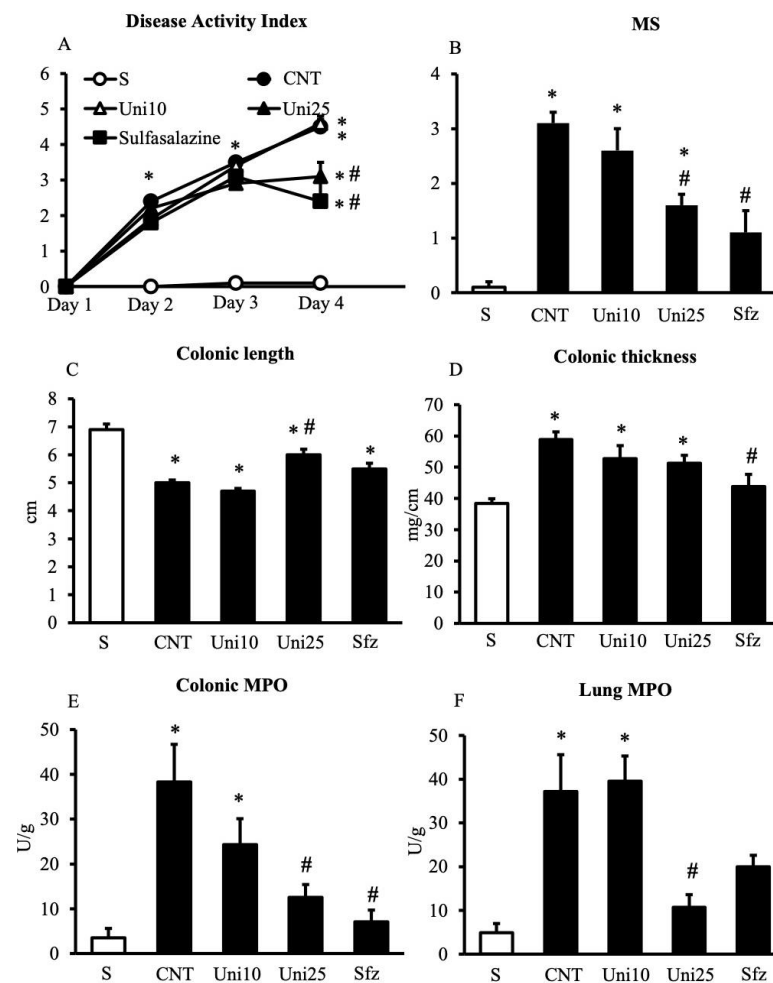 Disease Activity Index
A
6
5
4
3
2
1
0
S
CNT
Uni10
Uni25
Sulfasalazine
*
*
*
*
* #
* #
Day 1 Day 2 Day 3 Day 4
MS
B
4
3
2
1
0
*
*
*
#
#
S CNT Uni10 Uni25 Sfz
Colonic length
C
8
7
6
5
4
3
2
1
0
cm
*
*
* #
*
S CNT Uni10 Uni25 Sfz
Colonic thickness
D
70
60
50
40
30
20
10
0
mg/cm
*
*
*
#
S CNT Uni10 Uni25 Sfz
Colonic MPO
E
50
40
30
20
10
0
U/g
*
*
#
#
S CNT Uni10 Uni25 Sfz
Lung MPO
F
50
40
30
20
10
0
U/g
*
*
#
S CNT Uni10 Uni25 Sfz